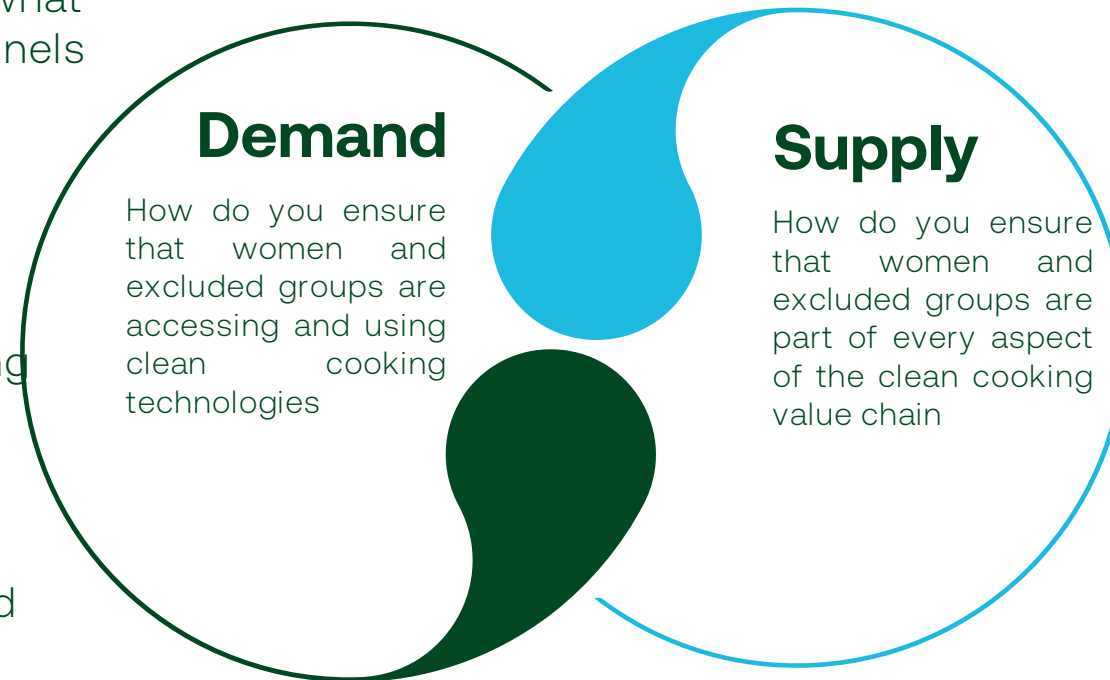 what
nels
ng
d
Demand
How do you ensure
that women and
excluded groups are
accessing and using
clean cooking
technologies
Supply
How do you ensure
that women and
excluded groups are
part of every aspect
of the clean cooking
value chain